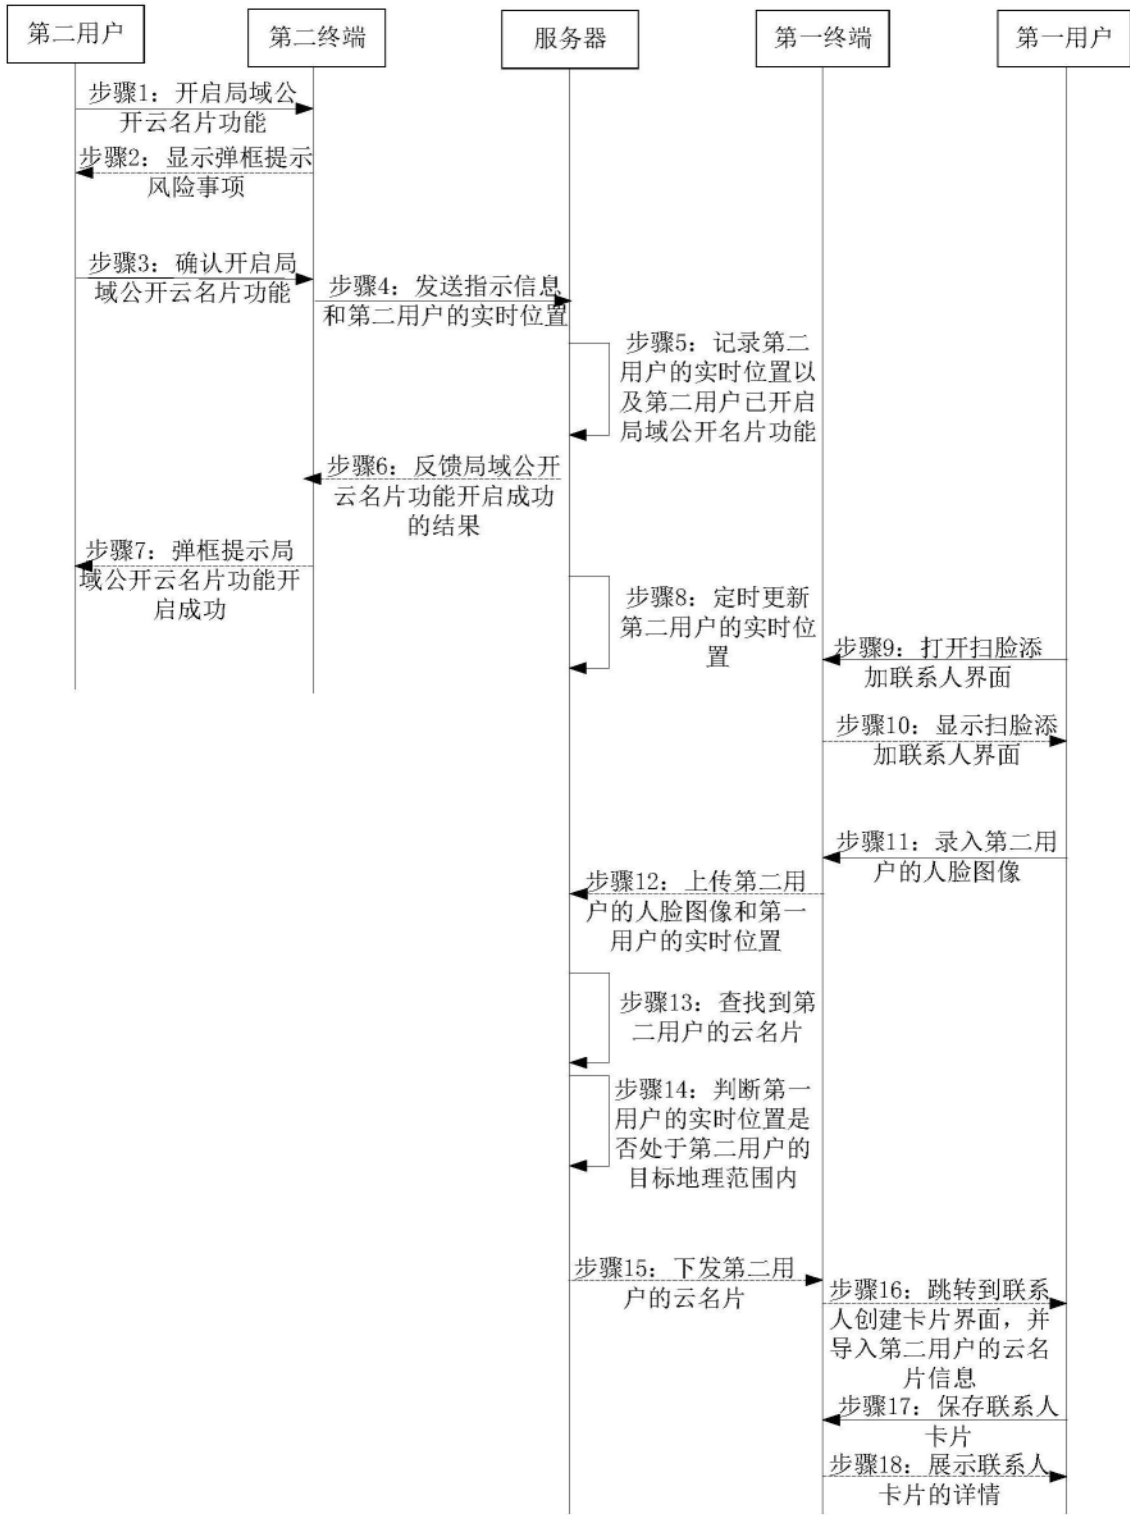 第二用户
第二终端
服务器
第一终端
第一用户
步骤1：开启局域公
开云名片功能
步骤2：显示弹框提示
风险事项
步骤3：确认开启局
域公开云名片功能
步骤4：发送指示信息
和第二用户的实时位置
步骤5：记录第二
用户的实时位置以
及第二用户已开启
局域公开名片功能
步骤6：反馈局域公开
云名片功能开启成功
的结果
步骤7：弹框提示局
域公开云名片功能开
启成功
步骤8：定时更新
第二用户的实时位
置
步骤9：打开扫脸添
加联系人界面
步骤10：显示扫脸添
加联系人界面
步骤11：录入第二用
户的人脸图像
步骤12：上传第二用
户的人脸图像和第一
用户的实时位置
步骤13：查找到第
二用户的云名片
步骤14：判断第一
用户的实时位置是
否处于第二用户的
目标地理范围内
步骤15：下发第二用
户的云名片
步骤16：跳转到联系
人创建卡片界面，并
导入第二用户的云名
片信息
步骤17：保存联系人
卡片
步骤18：展示联系人
卡片的详情